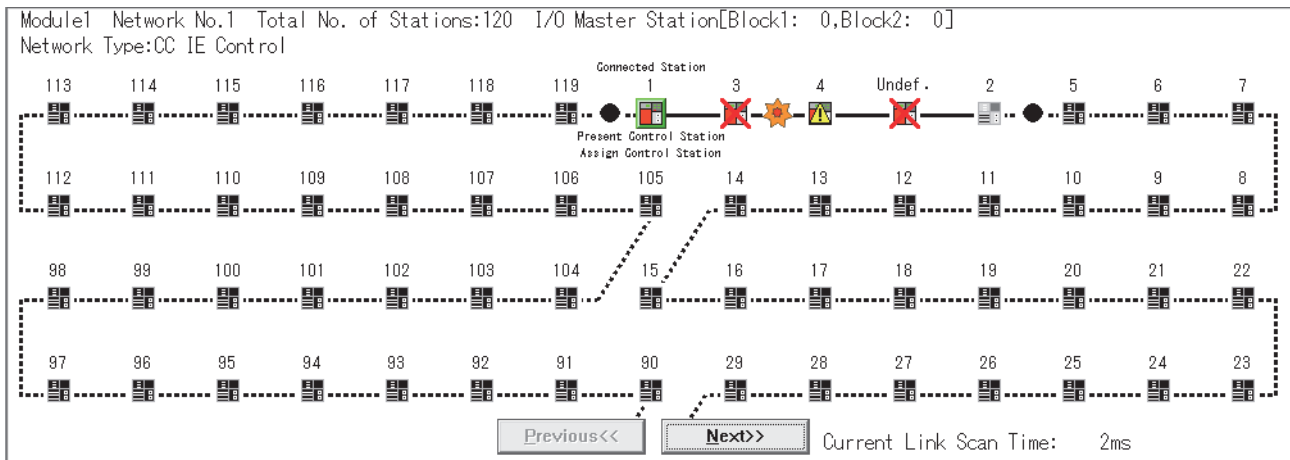 Module1 Network No.1 Total No. of Stations:120 I/O Master Station[Block1: 0,Block2: 0]
Network Type:CC IE Control
Connected Station
113 114 115 116 117 118 119 1 3 4 Undef. 2 5 6 7
Present Control Station
Assign Control Station
112 111 110 109 108 107 106 105 14 13 12 11 10 9 8
98 99 100 101 102 103 104 15 16 17 18 19 20 21 22
97 96 95 94 93 92 91 90 29 28 27 26 25 24 23
Previous<< Next>> Current Link Scan Time: 2ms